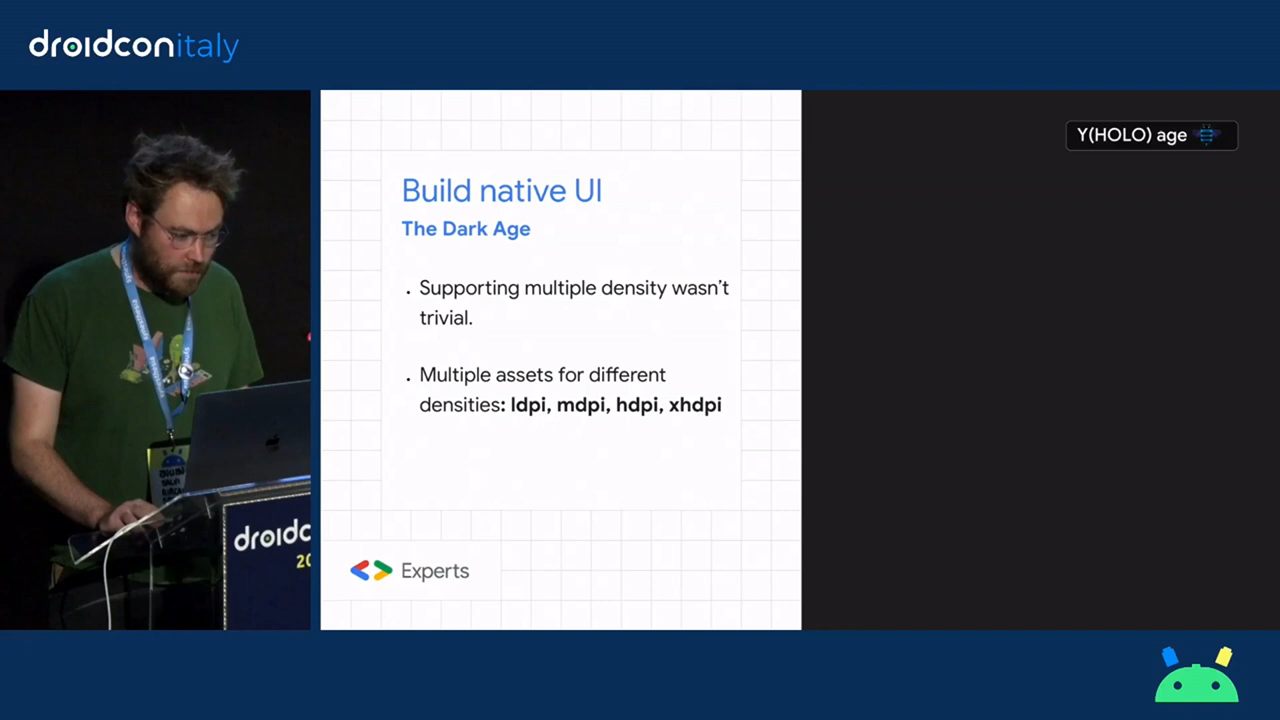 droidconitaly
Y(HOLO) age
Build native UI
The Dark Age
. Supporting multiple density wasn't
trivial.
. Multiple assets for different
densities: ldpi, mdpi, hdpi, xhdpi
droidc
20
Experts